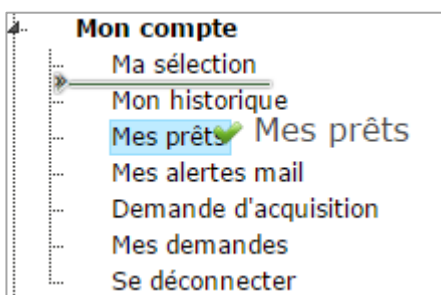 Mon compte
Ma sélection
Mon historique
Mes prêts Mes prêts
Mes alertes mail
Demande d'acquisition
Mes demandes
Se déconnecter